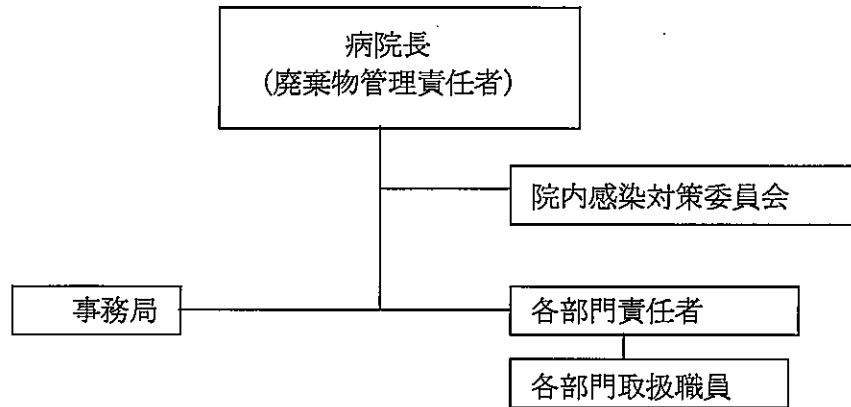 病院長
(廃棄物管理責任者)
院内感染対策委員会
事務局
各部門責任者
各部門取扱職員